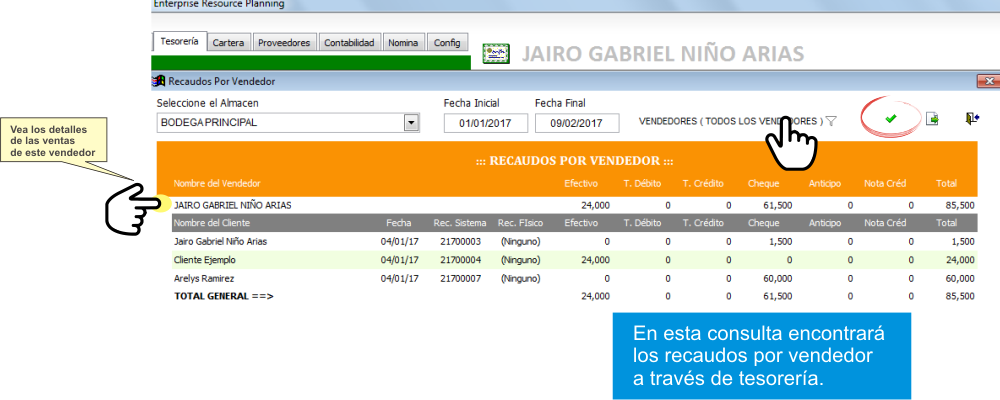 Enterprise Resource Planning
Tesorería Cartera Proveedores Contabilidad Nomina Config
JAIRO GABRIEL NIÑO ARIAS
Recaudos Por Vendedor
Seleccione el Almacen Fecha Inicial Fecha Final
BODEGA PRINCIPAL 01/01/2017 09/02/2017 VENDEDORES ( TODOS LOS VENDEDORES )
Vea los detalles
de las ventas
de este vendedor
::: RECAUDOS POR VENDEDOR :::
Nombre del Vendedor Efectivo T. Débito T. Crédito Cheque Anticipo Nota Créd Total
JAIRO GABRIEL NIÑO ARIAS 24,000 0 0 61,500 0 0 85,500
Nombre del Cliente Fecha Rec. Sistema Rec. FÍsico Efectivo T. Débito T. Crédito Cheque Anticipo Nota Créd Total
Jairo Gabriel Niño Arias 04/01/17 21700003 (Ninguno) 0 0 0 1,500 0 0 1,500
Cliente Ejemplo 04/01/17 21700004 (Ninguno) 24,000 0 0 0 0 0 24,000
Arelys Ramirez 04/01/17 21700007 (Ninguno) 0 0 0 60,000 0 0 60,000
TOTAL GENERAL ==> 24,000 0 0 61,500 0 0 85,500
En esta consulta encontrará
los recaudos por vendedor
a través de tesorería.